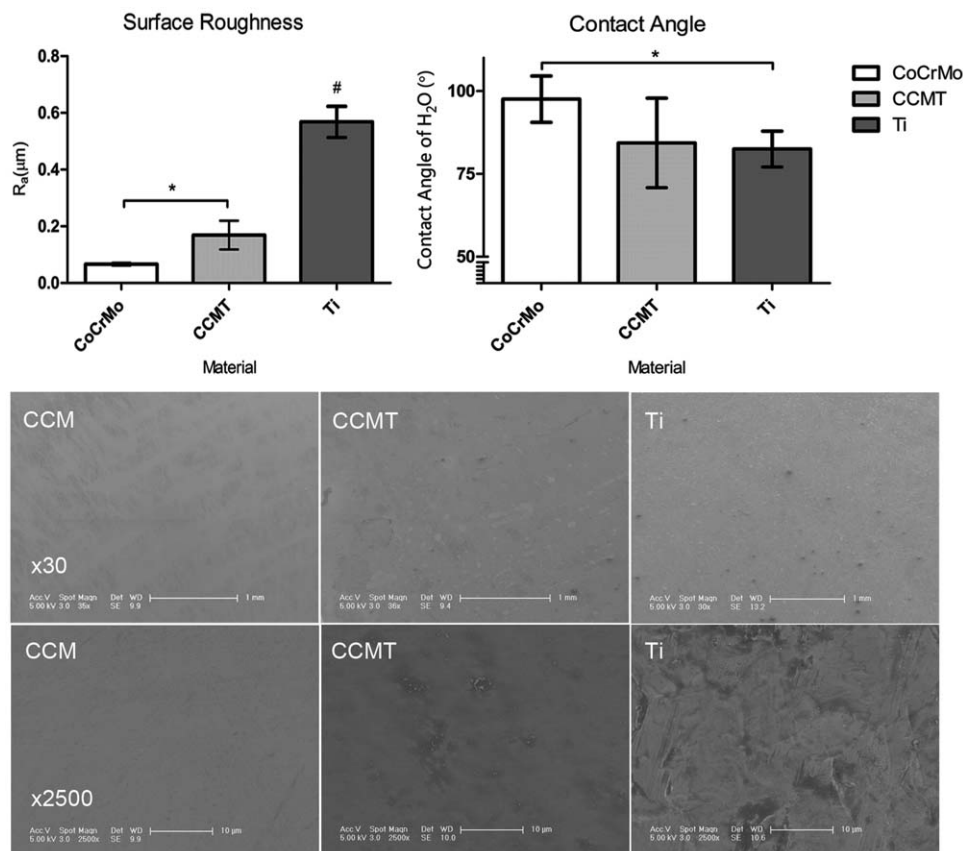 Surface Roughness
0.8
0.6
0.4
0.2
0.0
Ra(μm)
*
#
CoCrMo
CCMT
Ti
Material
Contact Angle
100
75
50
Contact Angle of H2O (°)
*
CoCrMo
CCMT
Ti
Material
CoCrMo
CCMT
Ti
CCM
x30
Acc.V Spot Magn Det WD
5.00 kV 3.0 35x SE 9.9
1 mm
CCMT
Acc.V Spot Magn Det WD
5.00 kV 3.0 36x SE 9.4
1 mm
Ti
Acc.V Spot Magn Det WD
5.00 kV 3.0 30x SE 13.2
1 mm
CCM
x2500
Acc.V Spot Magn Det WD
5.00 kV 3.0 2500x SE 9.9
10 μm
CCMT
Acc.V Spot Magn Det WD
5.00 kV 3.0 2500x SE 10.0
10 μm
Ti
Acc.V Spot Magn Det WD
5.00 kV 3.0 2500x SE 10.6
10 μm